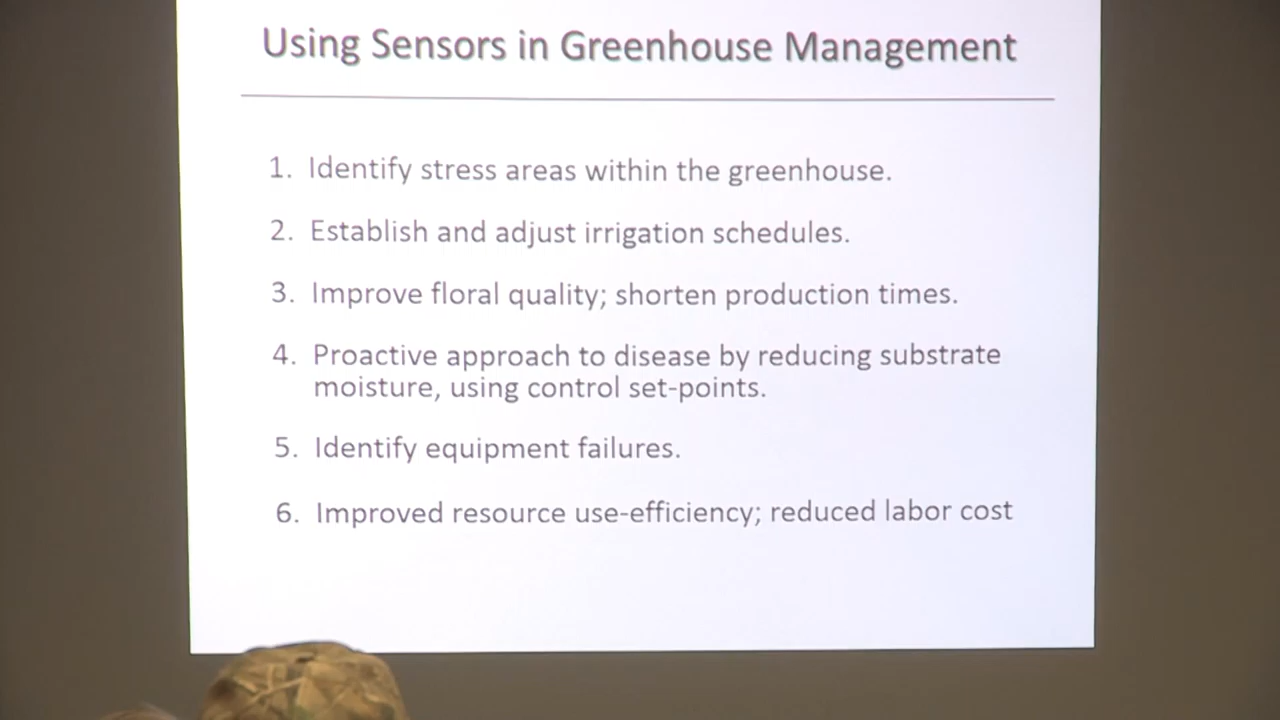 Using Sensors in Greenhouse Management
1. Identify stress areas within the greenhouse.
2. Establish and adjust irrigation schedules.
3. Improve floral quality; shorten production times.
4. Proactive approach to disease by reducing substrate
moisture, using control set-points.
5. Identify equipment failures.
6. Improved resource use-efficiency; reduced labor cost